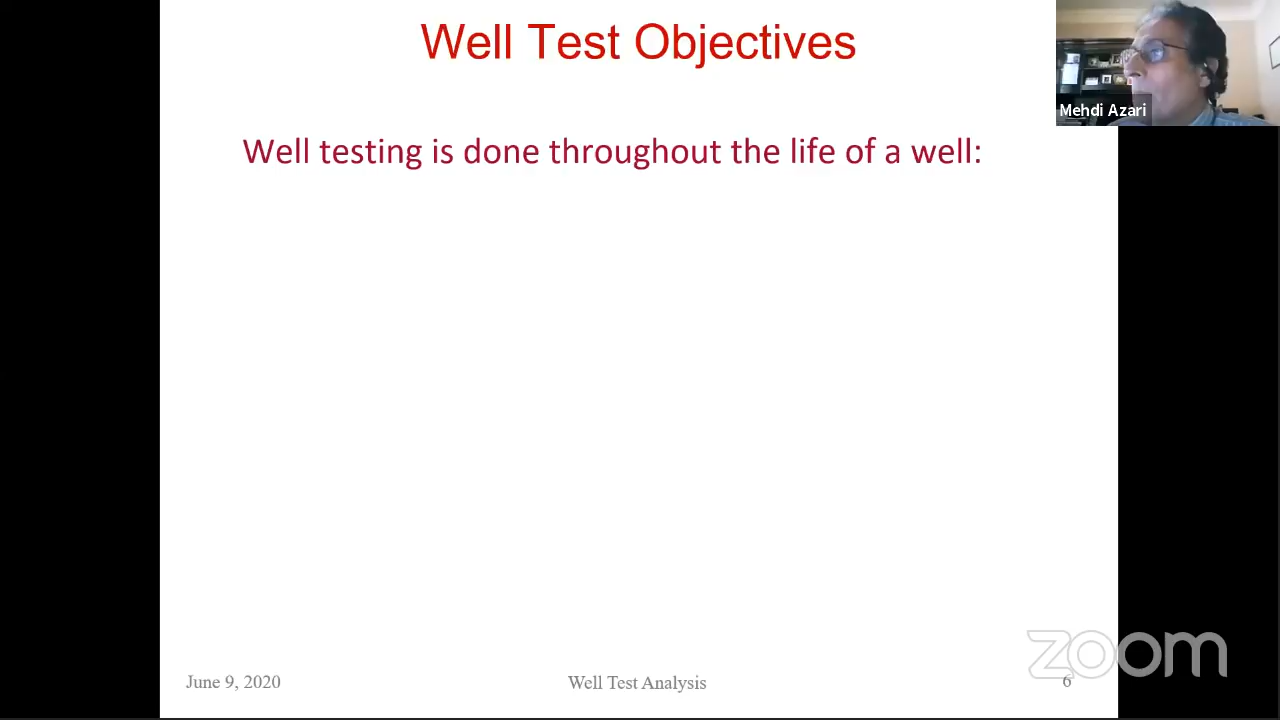 Well Test Objectives
Mehdi Azari
Well testing is done throughout the life of a well:
zoom
June 9, 2020
Well Test Analysis
6